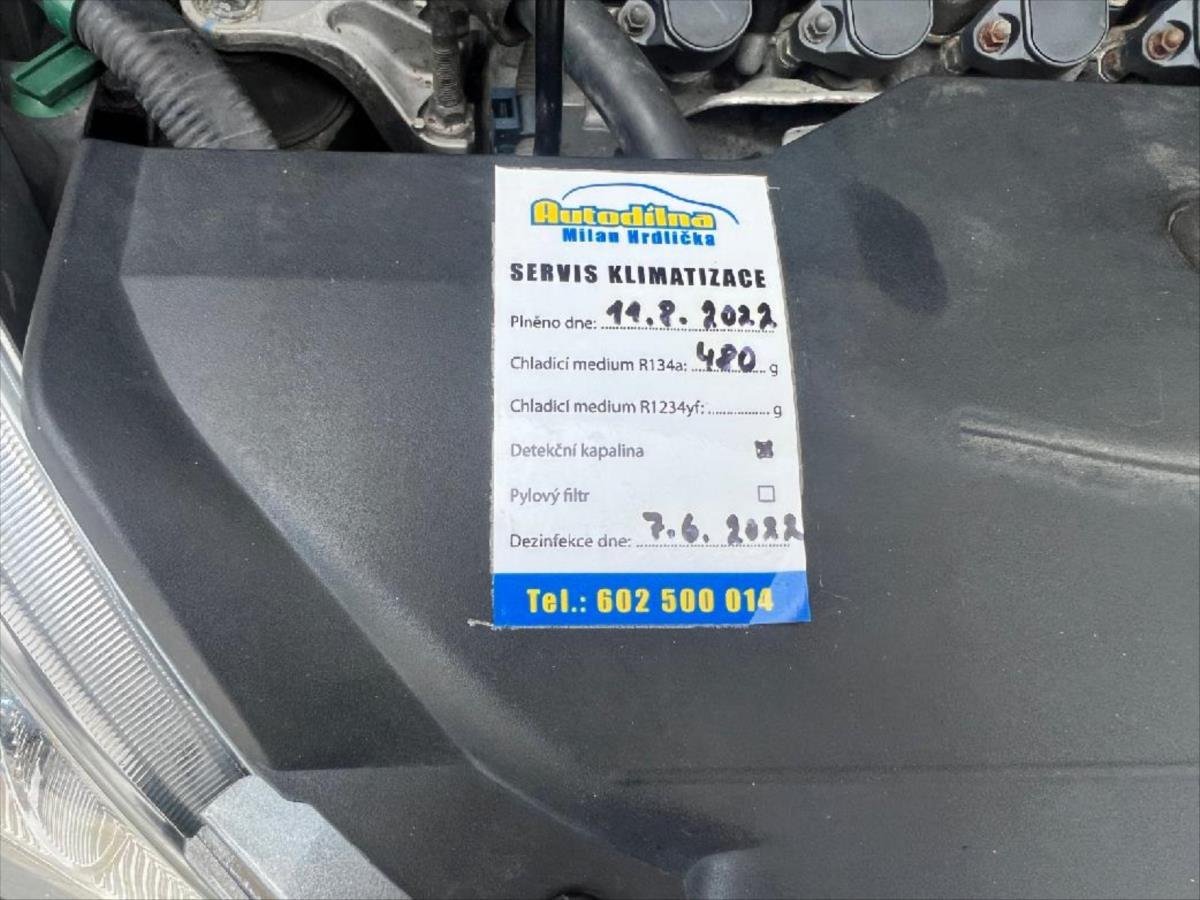 Autodílna
Milan Hrdlička
SERVIS KLIMATIZACE
Plněno dne: 11.8. 2022
Chladicí medium R134a: 480 g
Chladicí medium R1234yf: ................ g
Detekční kapalina
Pylový filtr
Dezinfekce dne: 7.6. 2022
Tel.: 602 500 014